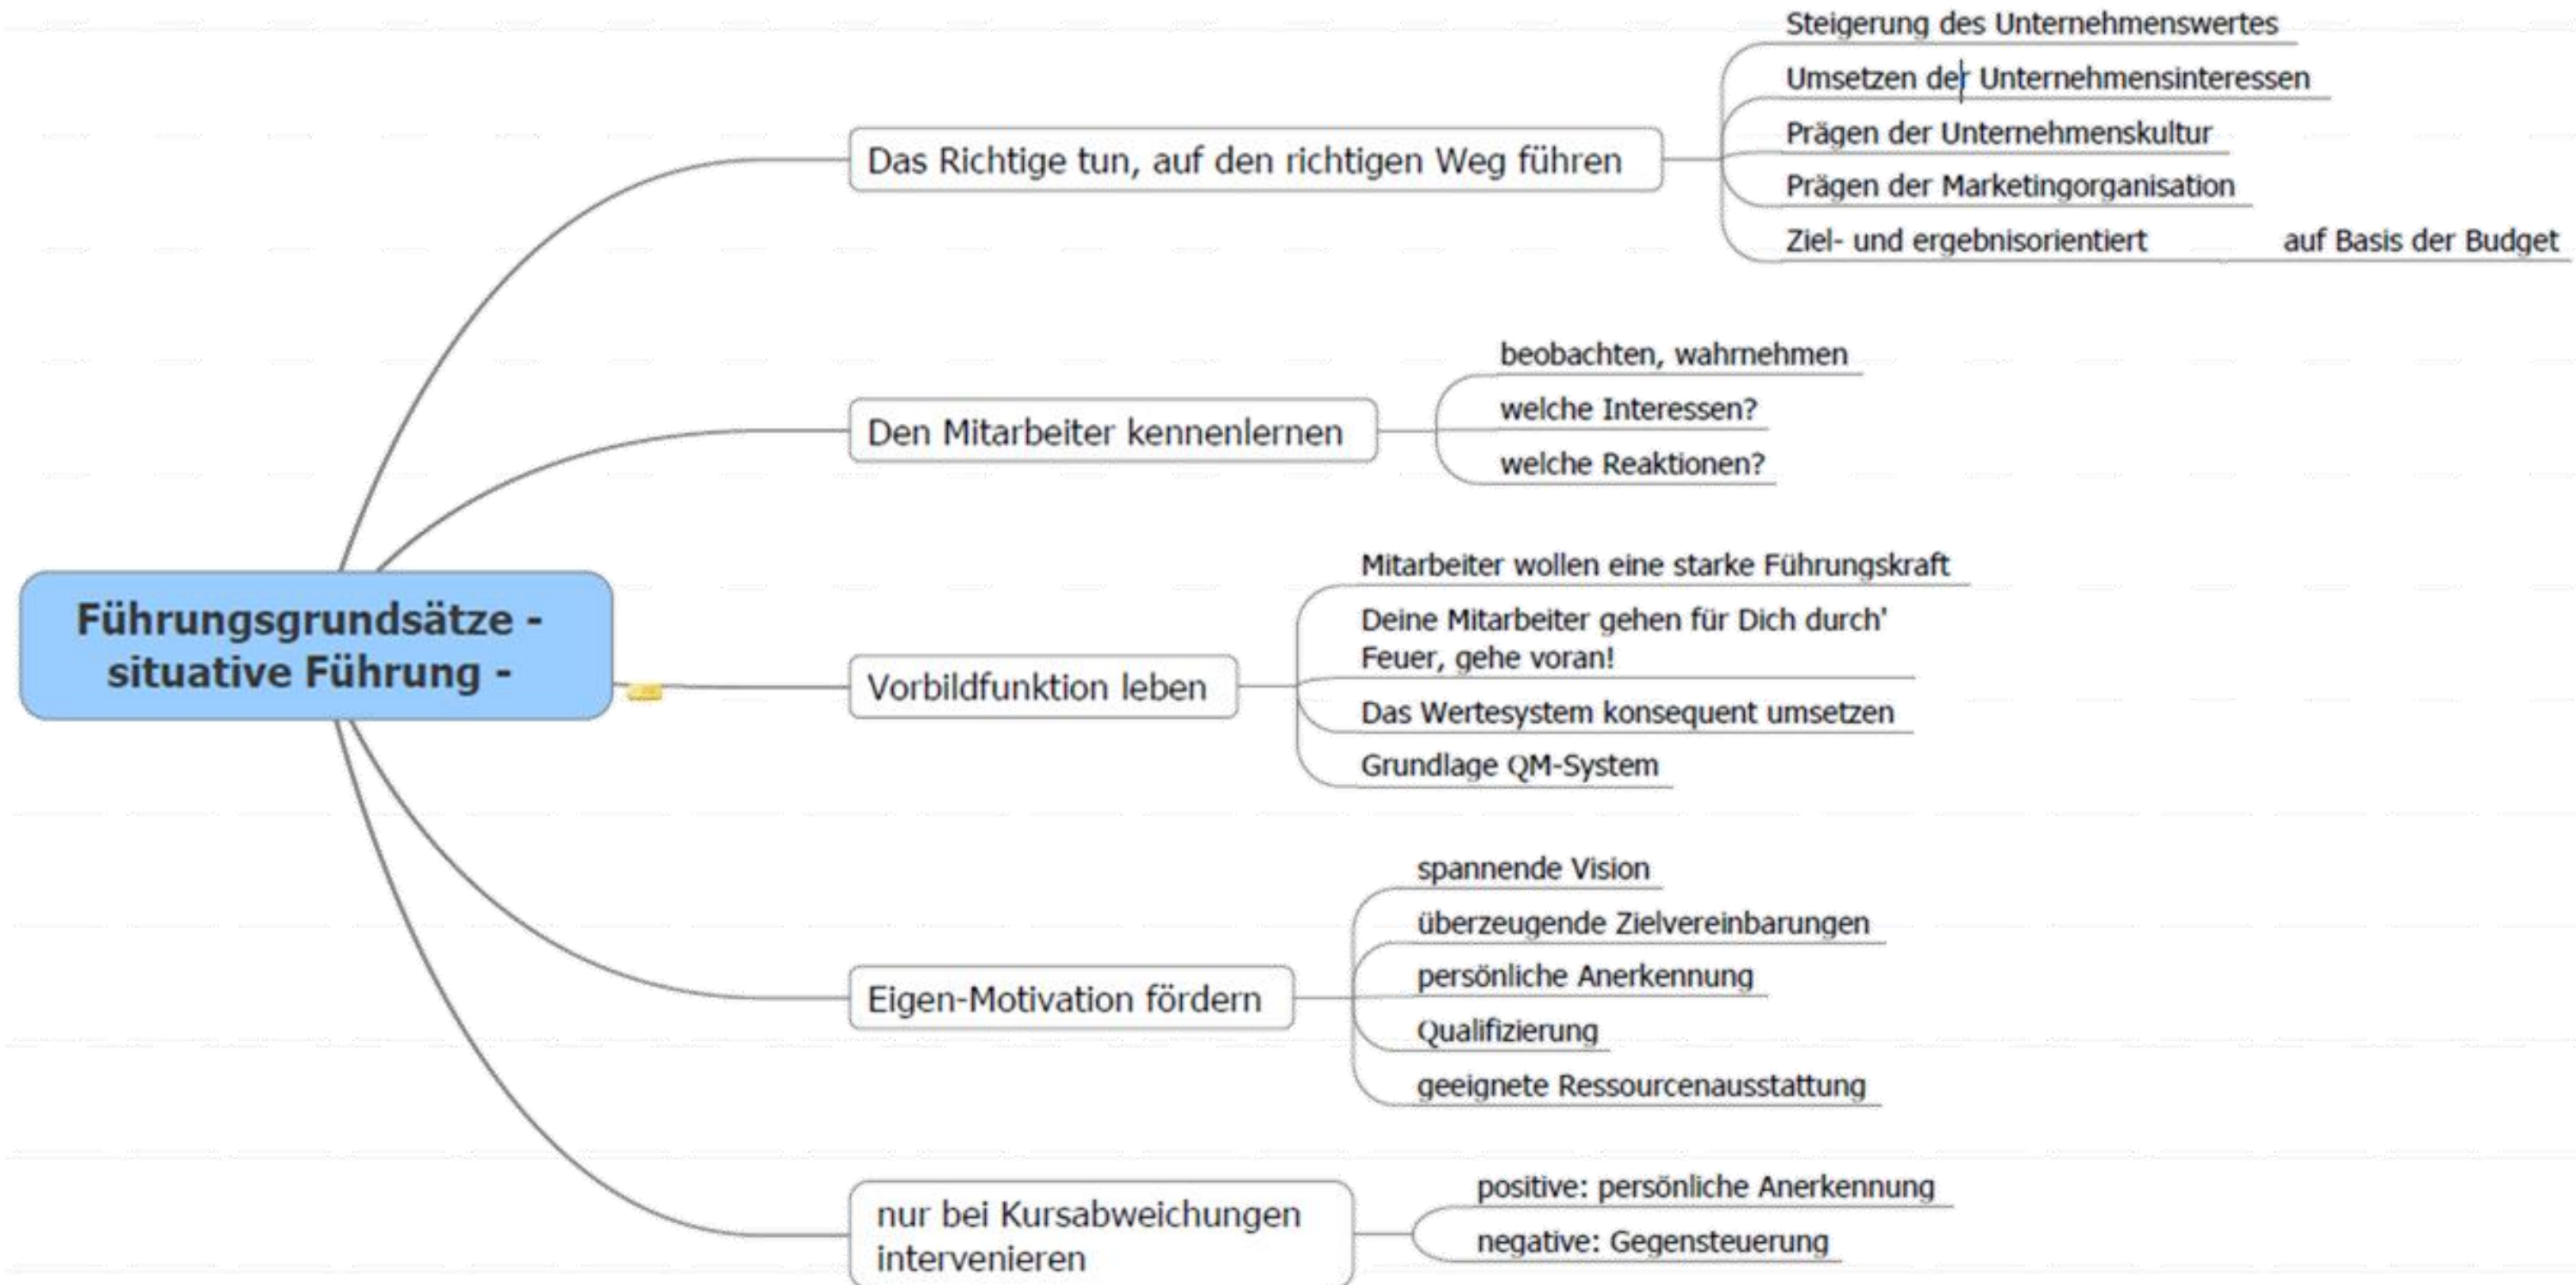 Führungsgrundsätze -
situative Führung -
Das Richtige tun, auf den richtigen Weg führen
Steigerung des Unternehmenswertes
Umsetzen der Unternehmensinteressen
Prägen der Unternehmenskultur
Prägen der Marketingorganisation
Ziel- und ergebnisorientiert
auf Basis der Budget
Den Mitarbeiter kennenlernen
beobachten, wahrnehmen
welche Interessen?
welche Reaktionen?
Vorbildfunktion leben
Mitarbeiter wollen eine starke Führungskraft
Deine Mitarbeiter gehen für Dich durch'
Feuer, gehe voran!
Das Wertesystem konsequent umsetzen
Grundlage QM-System
Eigen-Motivation fördern
spannende Vision
überzeugende Zielvereinbarungen
persönliche Anerkennung
Qualifizierung
geeignete Ressourcenausstattung
nur bei Kursabweichungen
intervenieren
positive: persönliche Anerkennung
negative: Gegensteuerung